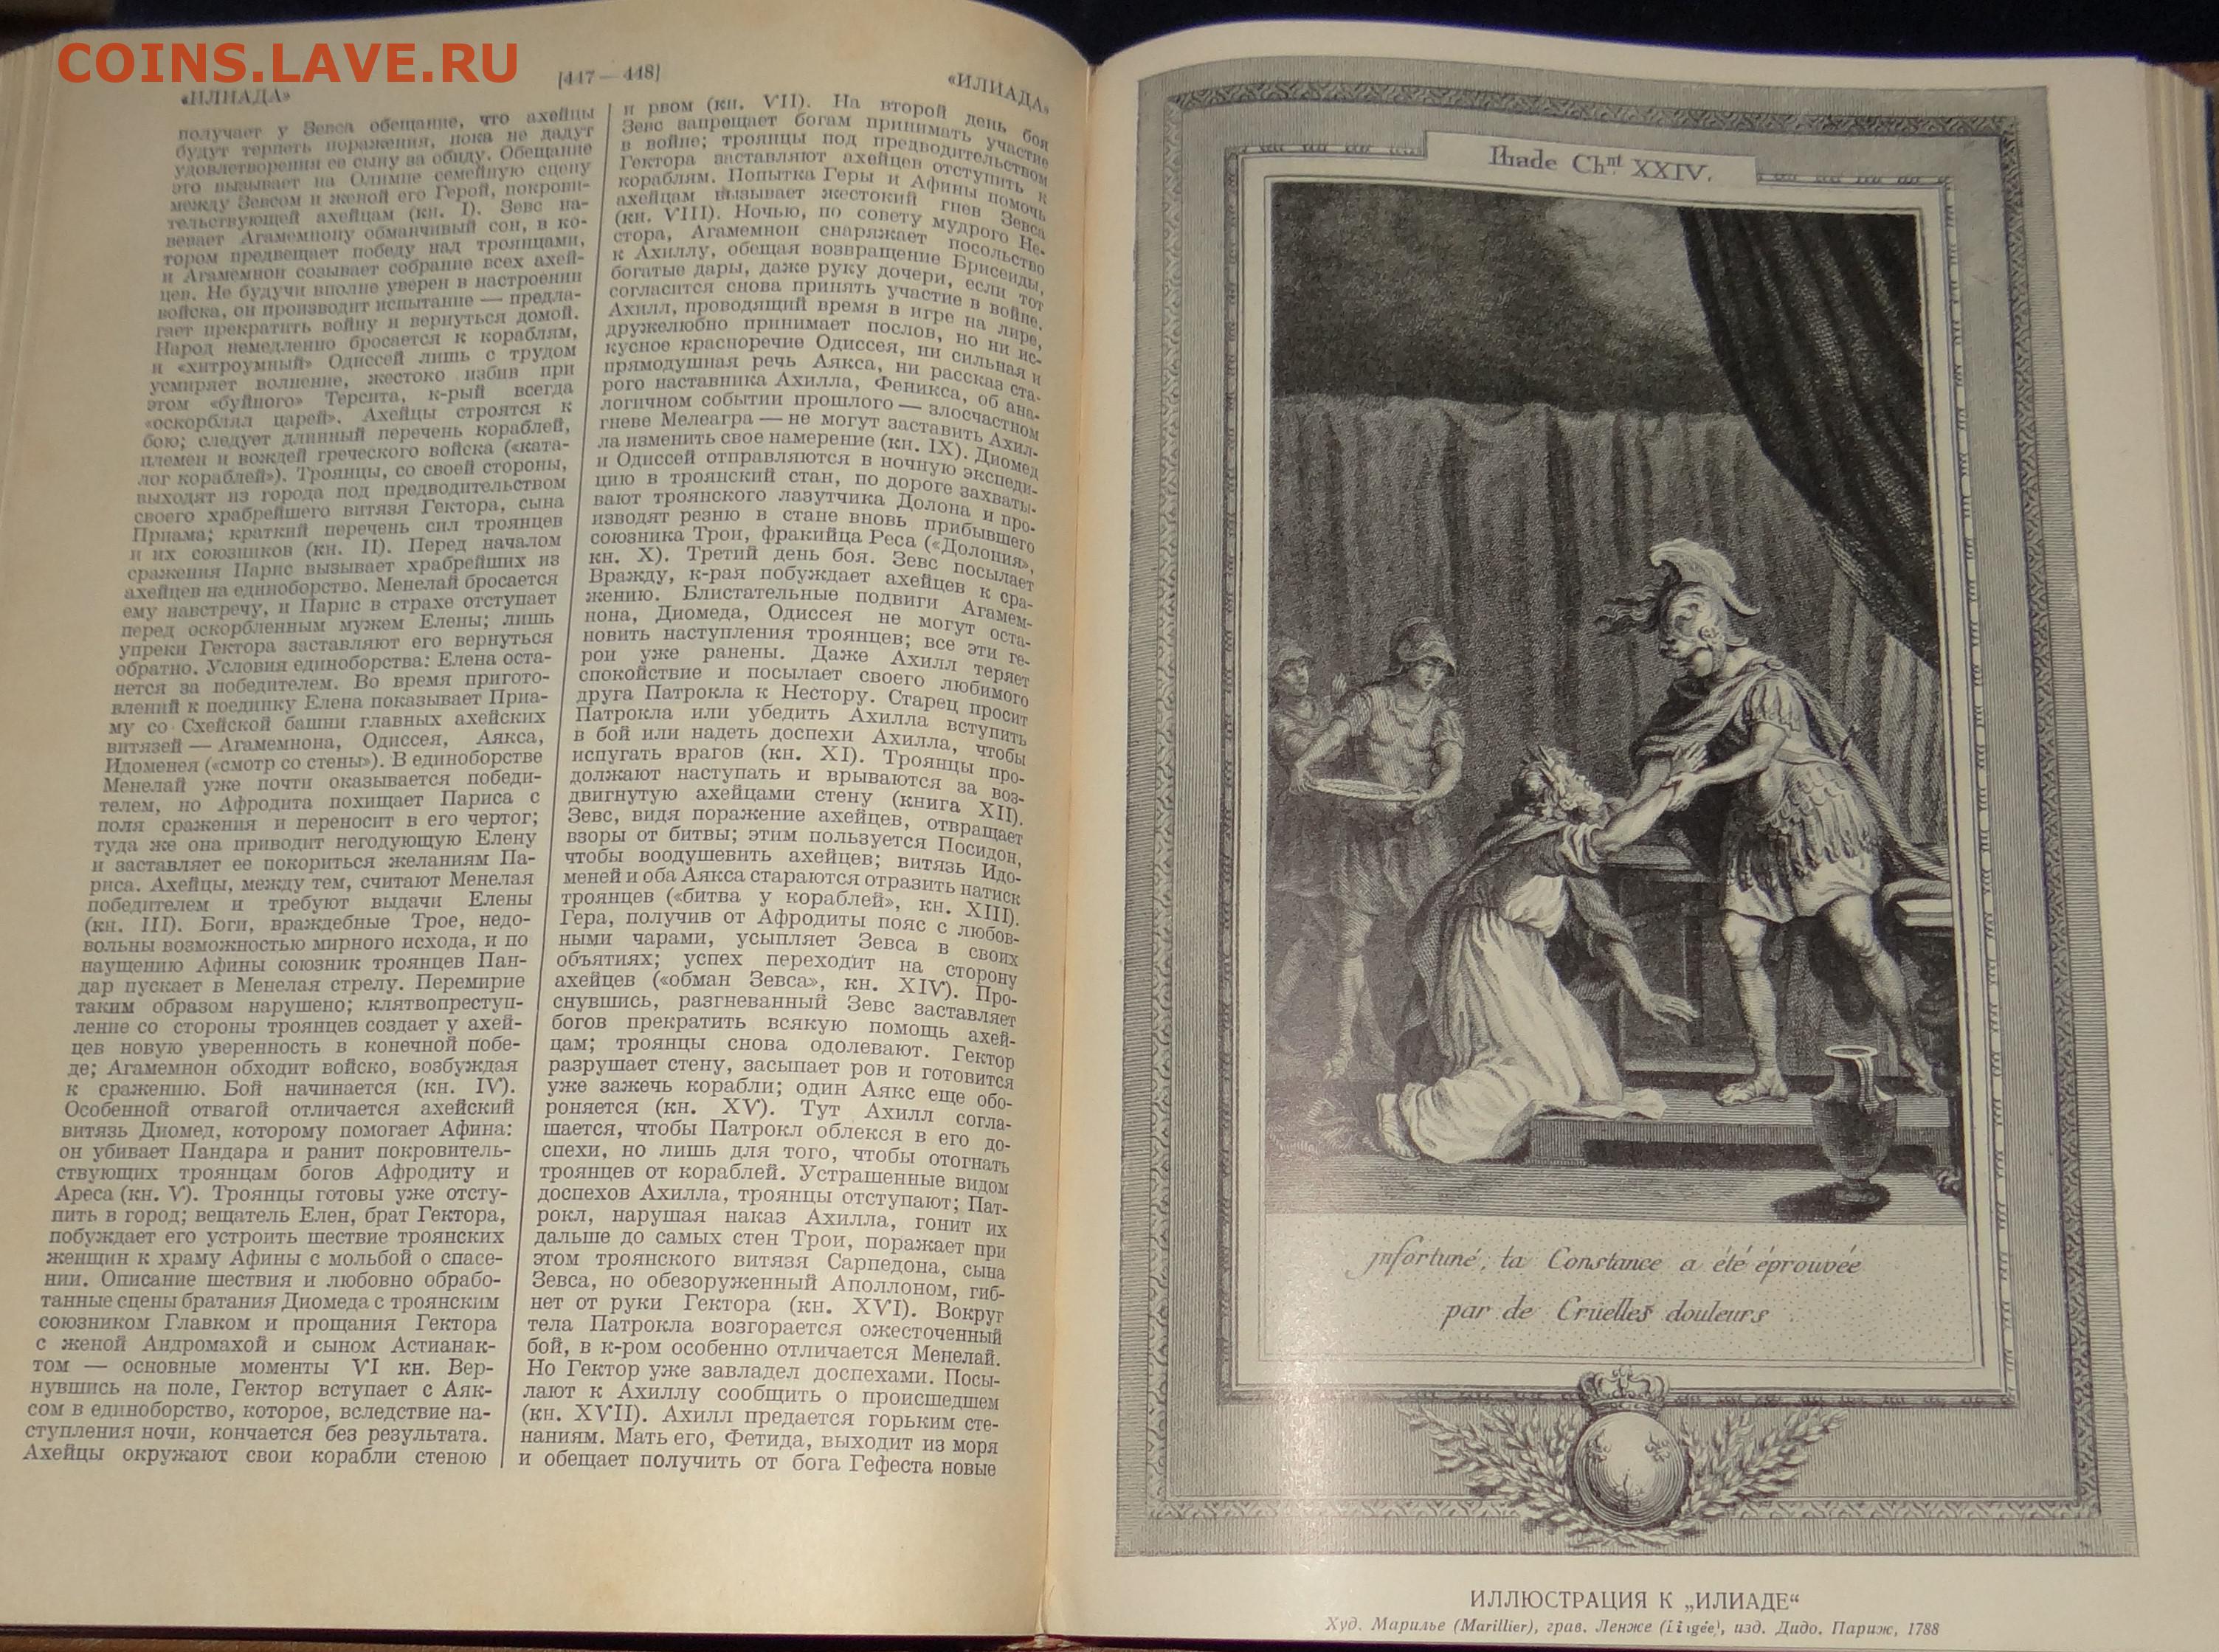 COINS.LAVE.RU
[447—448]
«ИЛИАДА»
«ИЛИАДА»
получает у Зевса обещание, что ахейцы
будут терпеть поражения, пока не дадут
удовлетворения ее сыну за обиду. Обещание
это вызывает на Олимпе семейную сцену
между Зевсом и женой его Герой, покрови-
тельствующей ахейцам (кн. I). Зевс на-
вевает Агамемнону обманчивый сон, в ко-
тором предвещает победу над троянцами,
и Агамемнон созывает собрание всех ахей-
цев. Не будучи вполне уверен в настроении
войска, он производит испытание — предла-
гает прекратить войну и вернуться домой.
Народ немедленно бросается к кораблям,
и «хитроумный» Одиссей лишь с трудом
усмиряет волнение, жестоко избив при
этом «буйного» Терсита, к-рый всегда
«оскорблял царей». Ахейцы строятся к
бою; следует длинный перечень кораблей,
племен и вождей греческого войска («ката-
лог кораблей»). Троянцы, со своей стороны,
выходят из города под предводительством
своего храбрейшего витязя Гектора, сына
Приама; краткий перечень сил троянцев
и их союзников (кн. II). Перед началом
сражения Парис вызывает храбрейших из
ахейцев на единоборство. Менелай бросается
ему навстречу, и Парис в страхе отступает
перед оскорбленным мужем Елены; лишь
упреки Гектора заставляют его вернуться
обратно. Условия единоборства: Елена оста-
нется за победителем. Во время пригото-
влений к поединку Елена показывает Приа-
му со Схейской башни главных ахейских
витязей — Агамемнона, Одиссея, Аякса,
Идоменея («смотр со стены»). В единоборстве
Менелай уже почти оказывается победи-
телем, но Афродита похищает Париса с
поля сражения и переносит в его чертог;
туда же она приводит негодующую Елену
и заставляет ее покориться желаниям Па-
риса. Ахейцы, между тем, считают Менелая
победителем и требуют выдачи Елены
(кн. III). Боги, враждебные Трое, недо-
вольны возможностью мирного исхода, и по
наущению Афины союзник троянцев Пан-
дар пускает в Менелая стрелу. Перемирие
таким образом нарушено; клятвопреступ-
ление со стороны троянцев создает у ахей-
цев новую уверенность в конечной побе-
де; Агамемнон обходит войско, возбуждая
к сражению. Бой начинается (кн. IV).
Особенной отвагой отличается ахейский
витязь Диомед, которому помогает Афина:
он убивает Пандара и ранит покровитель-
ствующих троянцам богов Афродиту и
Ареса (кн. V). Троянцы готовы уже отсту-
пить в город; вещатель Елен, брат Гектора,
побуждает его устроить шествие троянских
женщин к храму Афины с мольбой о спасе-
нии. Описание шествия и любовно обрабо-
танные сцены братания Диомеда с троянским
союзником Главком и прощания Гектора
с женой Андромахой и сыном Астианак-
том — основные моменты VI кн. Вер-
нувшись на поле, Гектор вступает с Аяк-
сом в единоборство, которое, вследствие на-
ступления ночи, кончается без результата.
Ахейцы окружают свои корабли стеною
и рвом (кн. VII). На второй день боя
Зевс запрещает богам принимать участие
в войне; троянцы под предводительством
Гектора заставляют ахейцев отступить к
кораблям. Попытка Геры и Афины помочь
ахейцам вызывает жестокий гнев Зевса
(кн. VIII). Ночью, по совету мудрого Не-
стора, Агамемнон снаряжает посольство
к Ахиллу, обещая возвращение Брисеиды,
богатые дары, даже руку дочери, если тот
согласится снова принять участие в войне.
Ахилл, проводящий время в игре на лире,
дружелюбно принимает послов, но ни ис-
кусное красноречие Одиссея, ни сильная и
прямодушная речь Аякса, ни рассказ ста-
рого наставника Ахилла, Феникса, об ана-
логичном событии прошлого — злосчастном
гневе Мелеагра — не могут заставить Ахил-
ла изменить свое намерение (кн. IX). Диомед
и Одиссей отправляются в ночную экспеди-
цию в троянский стан, по дороге захваты-
вают троянского лазутчика Долона и про-
изводят резню в стане вновь прибывшего
союзника Трои, фракийца Реса («Долония»,
кн. X). Третий день боя. Зевс посылает
Вражду, к-рая побуждает ахейцев к сра-
жению. Блистательные подвиги Агамем-
нона, Диомеда, Одиссея не могут оста-
новить наступления троянцев; все эти ге-
рои уже ранены. Даже Ахилл теряет
спокойствие и посылает своего любимого
друга Патрокла к Нестору. Старец просит
Патрокла или убедить Ахилла вступить
в бой или надеть доспехи Ахилла, чтобы
испугать врагов (кн. XI). Троянцы про-
должают наступать и врываются за воз-
двигнутую ахейцами стену (книга XII).
Зевс, видя поражение ахейцев, отвращает
взоры от битвы; этим пользуется Посидон,
чтобы воодушевить ахейцев; витязь Идо-
меней и оба Аякса стараются отразить натиск
троянцев («битва у кораблей», кн. XIII).
Гера, получив от Афродиты пояс с любов-
ными чарами, усыпляет Зевса в своих
объятиях; успех переходит на сторону
ахейцев («обман Зевса», кн. XIV). Про-
снувшись, разгневанный Зевс заставляет
богов прекратить всякую помощь ахей-
цам; троянцы снова одолевают. Гектор
разрушает стену, засыпает ров и готовится
уже зажечь корабли; один Аякс еще обо-
роняется (кн. XV). Тут Ахилл согла-
шается, чтобы Патрокл облекся в его до-
спехи, но лишь для того, чтобы отогнать
троянцев от кораблей. Устрашенные видом
доспехов Ахилла, троянцы отступают; Пат-
рокл, нарушая наказ Ахилла, гонит их
дальше до самых стен Трои, поражает при
этом троянского витязя Сарпедона, сына
Зевса, но обезоруженный Аполлоном, гиб-
нет от руки Гектора (кн. XVI). Вокруг
тела Патрокла возгорается ожесточенный
бой, в к-ром особенно отличается Менелай.
Но Гектор уже завладел доспехами. Посы-
лают к Ахиллу сообщить о происшедшем
(кн. XVII). Ахилл предается горьким сте-
наниям. Мать его, Фетида, выходит из моря
и обещает получить от бога Гефеста новые
Iliade Chnt. XXIV.
jnfortuné, ta Constance a été éprouvée
par de Cruelles douleurs
ИЛЛЮСТРАЦИЯ К „ИЛИАДЕ“
Худ. Марилье (Marillier), грав. Ленже (Lingée), изд. Дидо. Париж, 1788